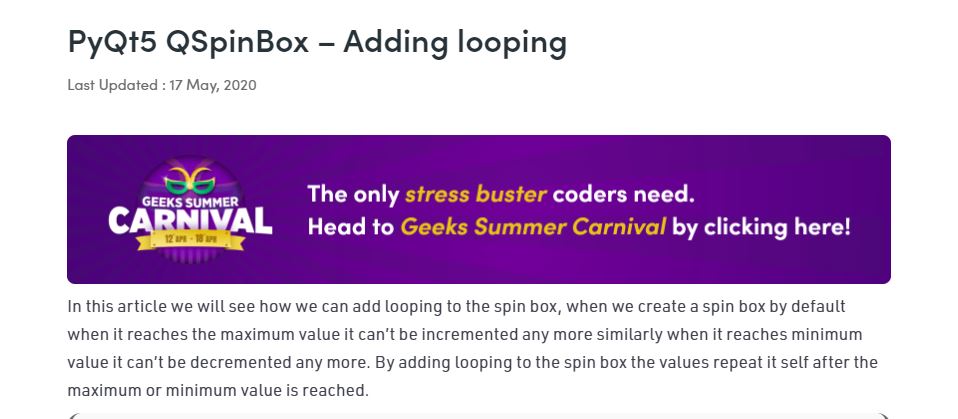 PyQt5 QSpinBox – Adding looping
Last Updated : 17 May, 2020
GEEKS SUMMER
CARNIVAL
12 APR - 18 APR
The only stress buster coders need.
Head to Geeks Summer Carnival by clicking here!
In this article we will see how we can add looping to the spin box, when we create a spin box by default
when it reaches the maximum value it can’t be incremented any more similarly when it reaches minimum
value it can’t be decremented any more. By adding looping to the spin box the values repeat it self after the
maximum or minimum value is reached.